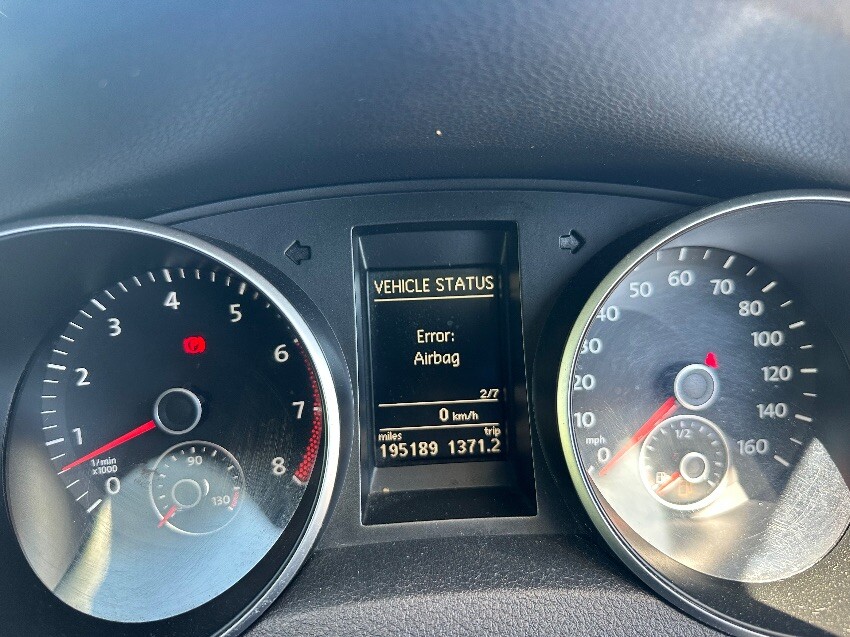 VEHICLE STATUS
Error:
Airbag
2/7
0 km/h
miles trip
195189 1371.2
0 1 2 3 4 5 6 7 8
1/min
x1000
90 130
0 10 20 30 40 50 60 70 80 100 120 140 160
mph
1/2